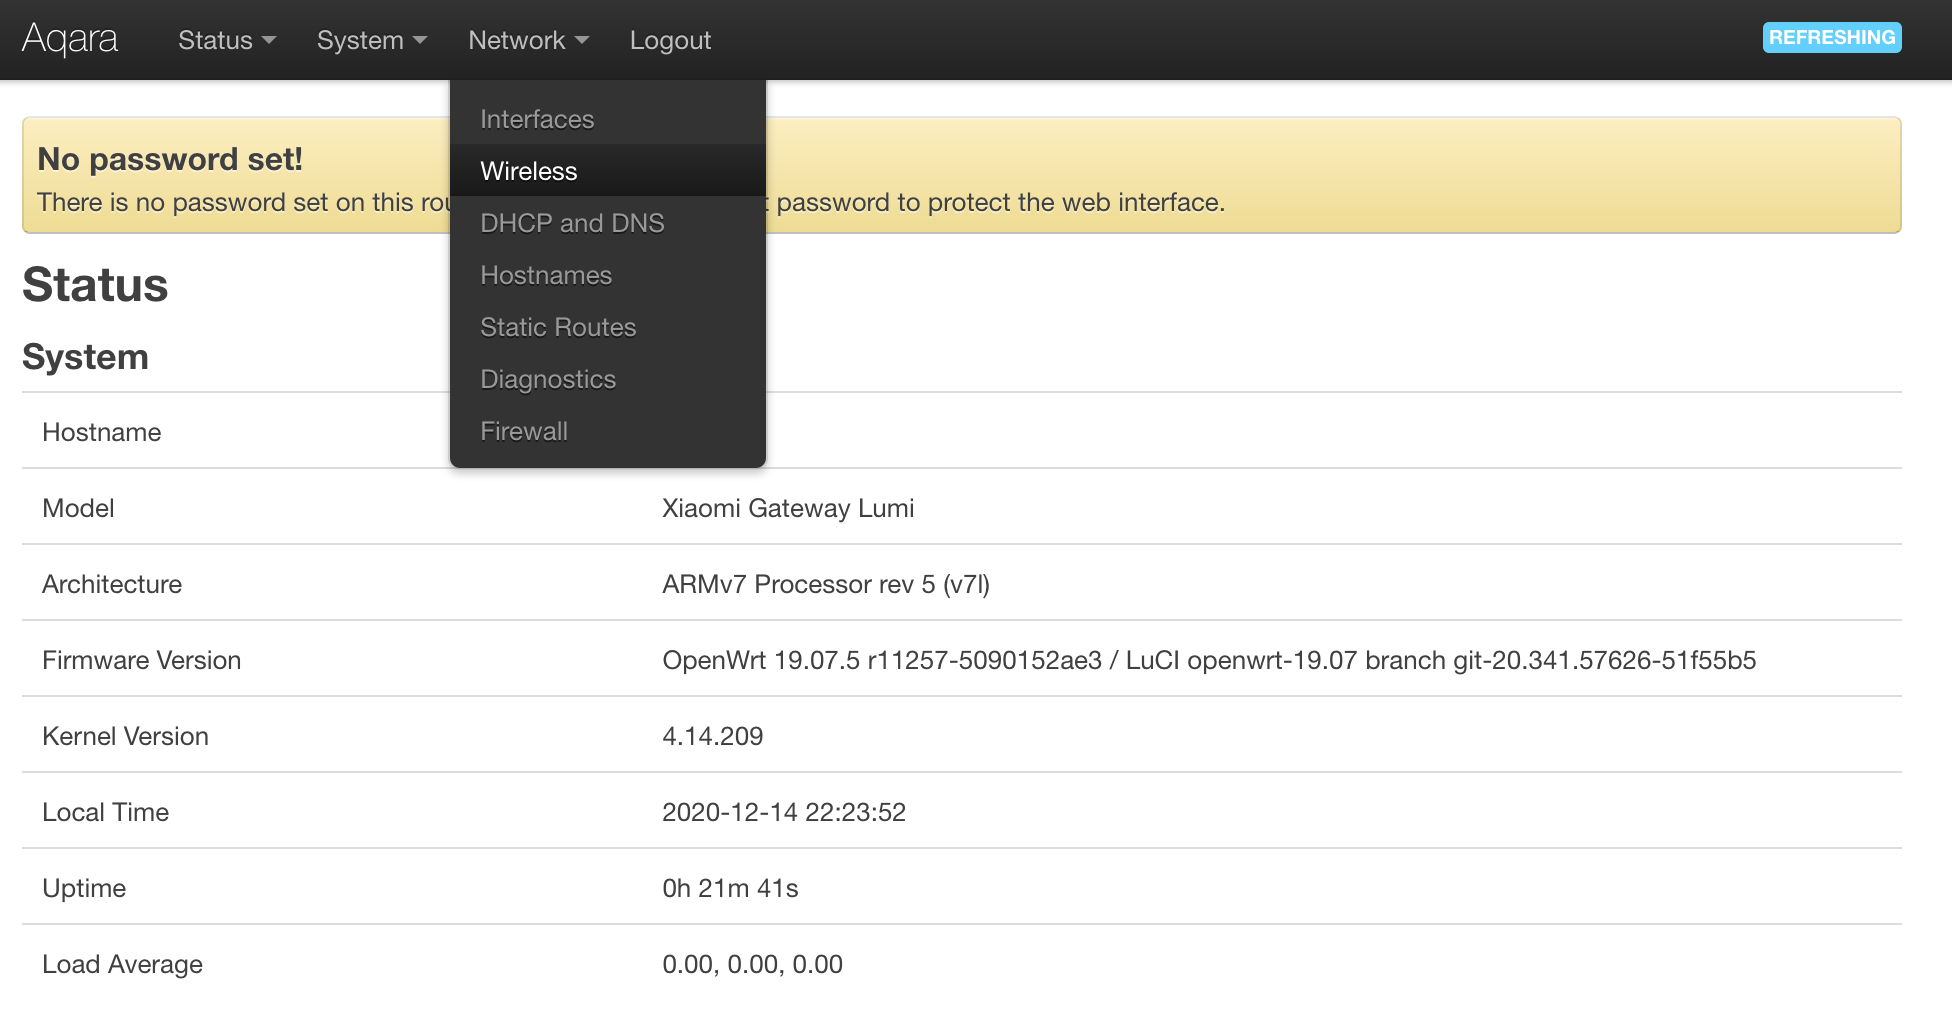 Aqara Status System Network Logout REFRESHING
Interfaces
Wireless
DHCP and DNS
Hostnames
Static Routes
Diagnostics
Firewall
No password set!
There is no password set on this password to protect the web interface.
Status
System
Hostname
Model Xiaomi Gateway Lumi
Architecture ARMv7 Processor rev 5 (v7l)
Firmware Version OpenWrt 19.07.5 r11257-5090152ae3 / LuCI openwrt-19.07 branch git-20.341.57626-51f55b5
Kernel Version 4.14.209
Local Time 2020-12-14 22:23:52
Uptime 0h 21m 41s
Load Average 0.00, 0.00, 0.00